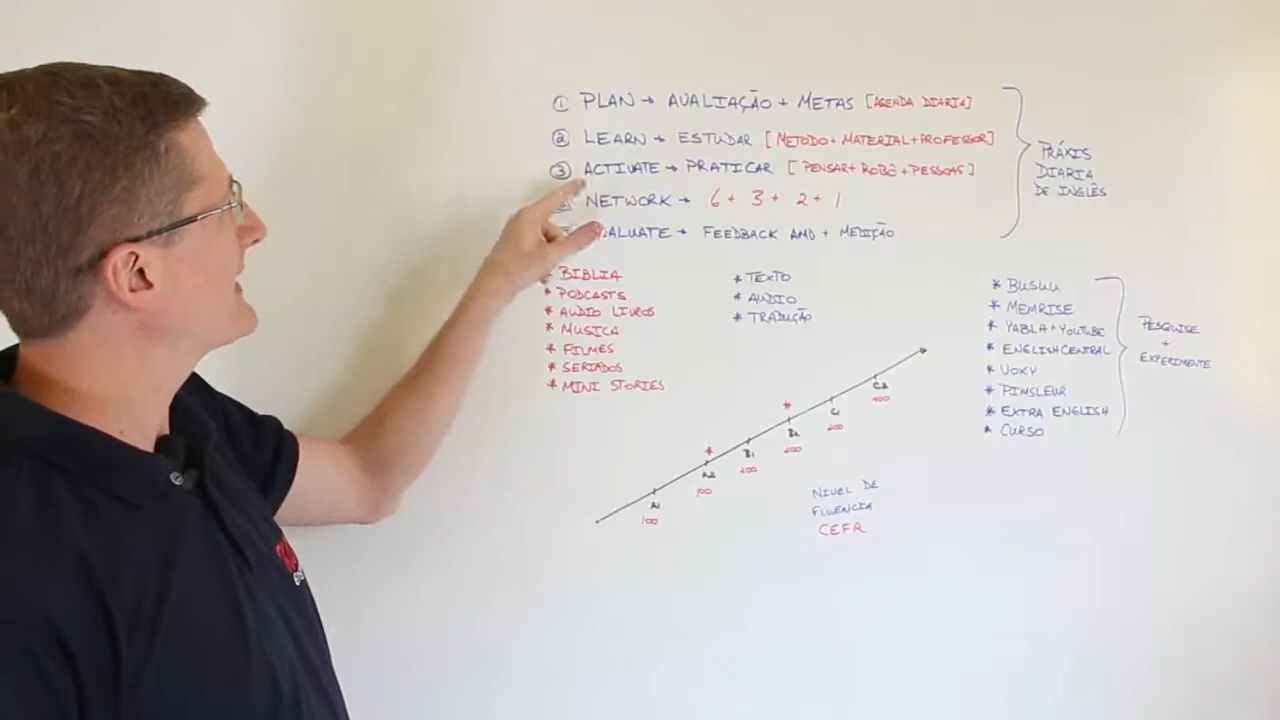 ① PLAN → AVALIAÇÃO + METAS [AGENDA DIARIA]
② LEARN → ESTUDAR [METODO + MATERIAL + PROFESSOR]
③ ACTIVATE → PRATICAR [PENSAR + ROBÔ + PESSOAS]
NETWORK → 6 + 3 + 2 + 1
ALUATE → FEEDBACK AMD + MEDIÇÃO
PRÁXIS
DIARIA
DE INGLÊS
* BIBLIA
* PODCASTS
* AUDIO LIVROS
* MUSICA
* FILMES
* SERIADOS
* MINI STORIES
* TEXTO
* AUDIO
* TRADUÇÃO
* BUSUU
* MEMRISE
* YABLA + YOUTUBE
* ENGLISHCENTRAL
* VOXY
* PIMSLEUR
* EXTRA ENGLISH
* CURSO
PESQUISE
+
EXPERIMENTE
A1
100
*
A2
100
B1
200
*
B2
200
C1
200
C2
400
NIVEL DE
FLUENCIA
CEFR